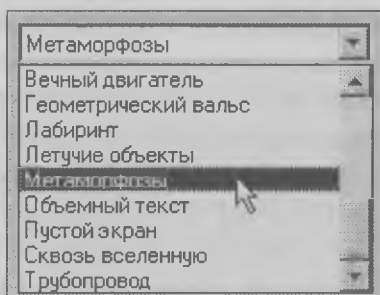 Метаморфозы
Вечный двигатель
Геометрический вальс
Лабиринт
Летучие объекты
Метаморфозы
Объемный текст
Пустой экран
Сквозь вселенную
Трубопровод